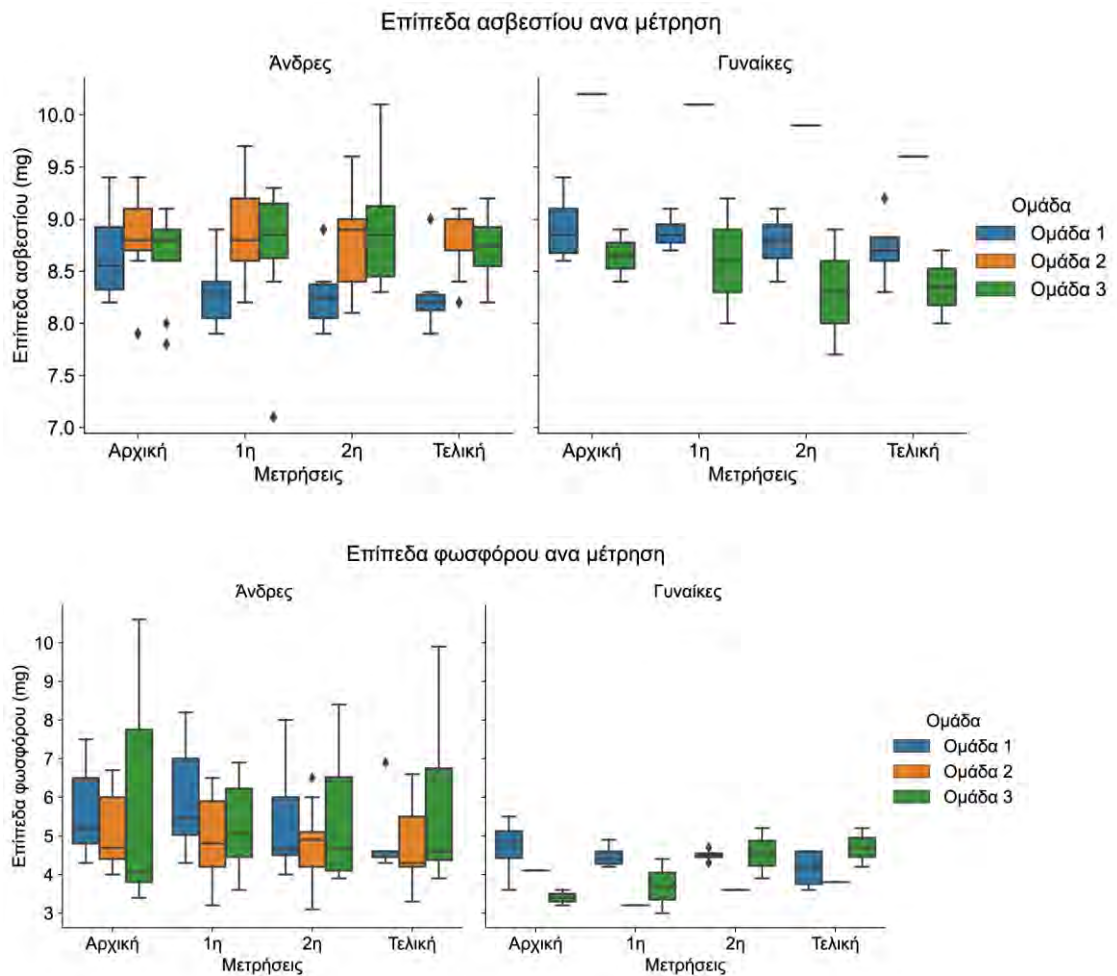 Επίπεδα ασβεστίου ανα μέτρηση
Άνδρες
Γυναίκες
Επίπεδα ασβεστίου (mg)
10.0
9.5
9.0
8.5
8.0
7.5
7.0
Αρχική 1η 2η Τελική
Μετρήσεις
Αρχική 1η 2η Τελική
Μετρήσεις
Ομάδα
Ομάδα 1
Ομάδα 2
Ομάδα 3
Επίπεδα φωσφόρου ανα μέτρηση
Άνδρες
Γυναίκες
Επίπεδα φωσφόρου (mg)
10
9
8
7
6
5
4
3
Αρχική 1η 2η Τελική
Μετρήσεις
Αρχική 1η 2η Τελική
Μετρήσεις
Ομάδα
Ομάδα 1
Ομάδα 2
Ομάδα 3